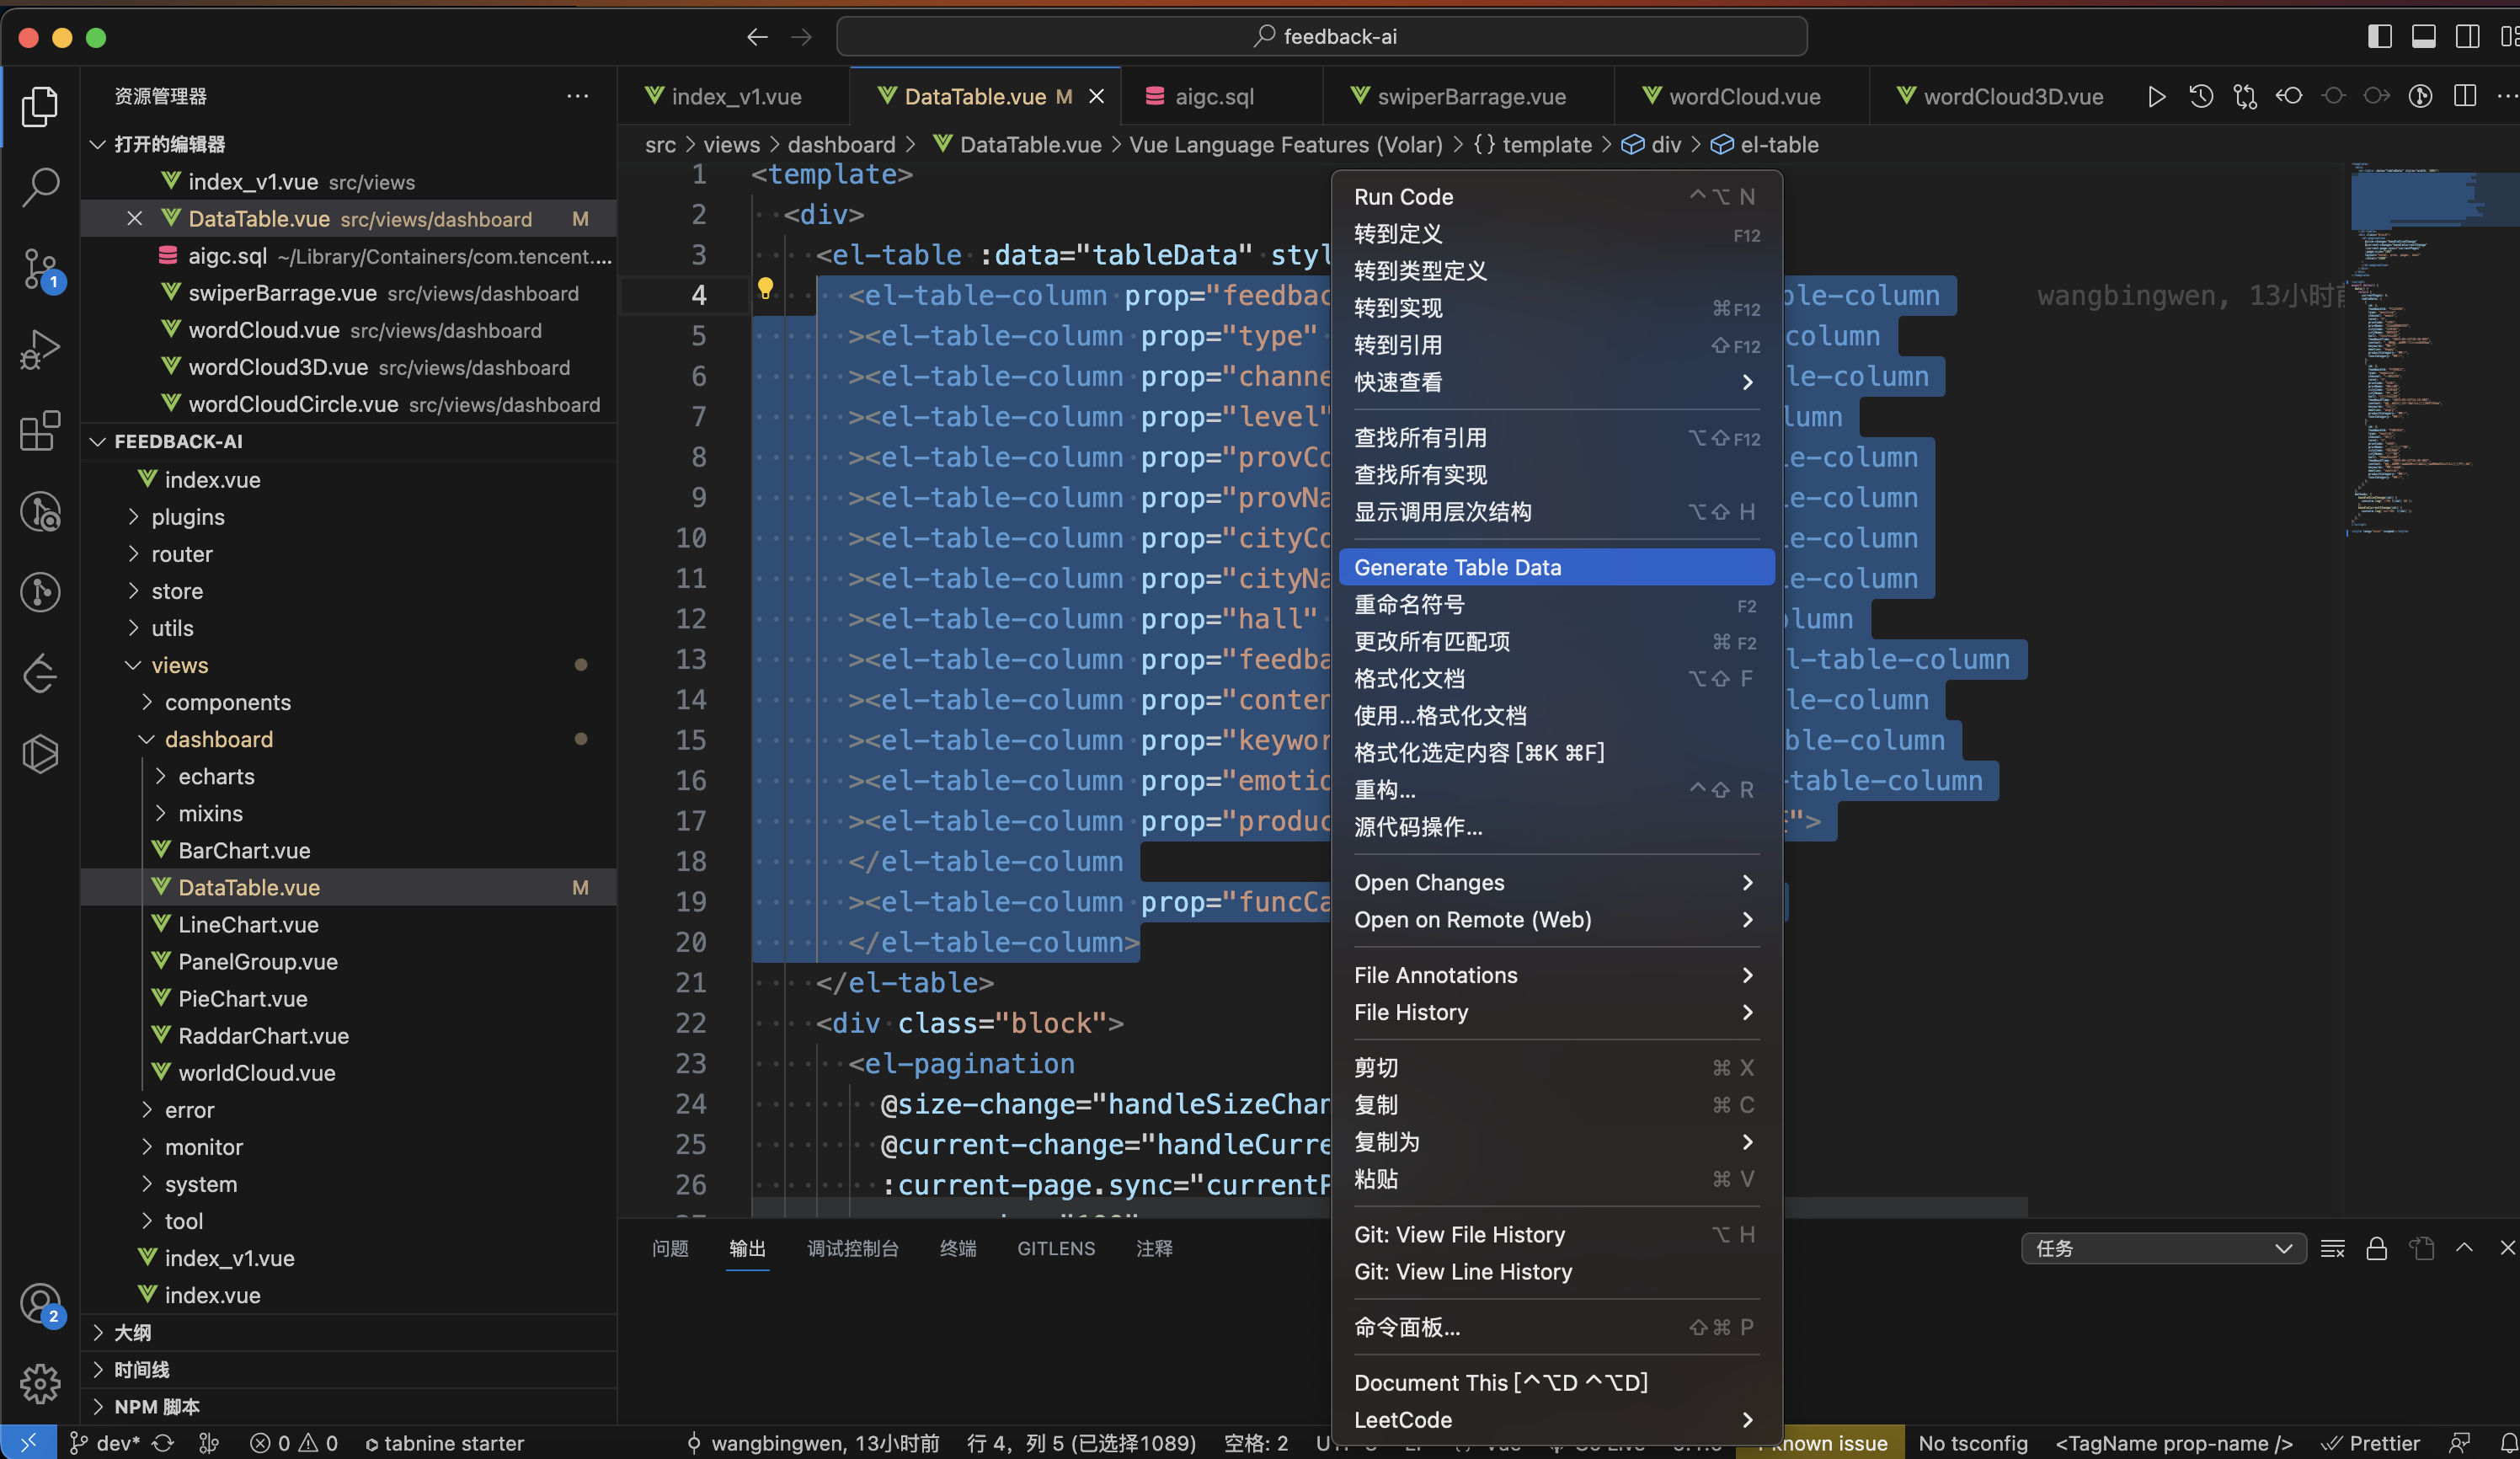 feedback-ai
资源管理器
打开的编辑器
index_v1.vue src/views
DataTable.vue src/views/dashboard M
aigc.sql ~/Library/Containers/com.tencent....
swiperBarrage.vue src/views/dashboard
wordCloud.vue src/views/dashboard
wordCloud3D.vue src/views/dashboard
wordCloudCircle.vue src/views/dashboard
FEEDBACK-AI
index.vue
plugins
router
store
utils
views
components
dashboard
echarts
mixins
BarChart.vue
DataTable.vue M
LineChart.vue
PanelGroup.vue
PieChart.vue
RaddarChart.vue
worldCloud.vue
error
monitor
system
tool
index_v1.vue
index.vue
大纲
时间线
NPM 脚本
1
2
index_v1.vue DataTable.vue M aigc.sql swiperBarrage.vue wordCloud.vue wordCloud3D.vue
src > views > dashboard > DataTable.vue > Vue Language Features (Volar) > {} template > div > el-table
1 <template>
2 <div>
3 <el-table :data="tableData" styl
4 <el-table-column prop="feedbac ble-column wangbingwen, 13小时前
5 ><el-table-column prop="type" column
6 ><el-table-column prop="channe le-column
7 ><el-table-column prop="level" lumn
8 ><el-table-column prop="provCo e-column
9 ><el-table-column prop="provNa e-column
10 ><el-table-column prop="cityCo e-column
11 ><el-table-column prop="cityNa e-column
12 ><el-table-column prop="hall" lumn
13 ><el-table-column prop="feedba l-table-column
14 ><el-table-column prop="conten le-column
15 ><el-table-column prop="keywor ble-column
16 ><el-table-column prop="emotio -table-column
17 ><el-table-column prop="produc ">
18 </el-table-column
19 ><el-table-column prop="funcCa
20 </el-table-column>
21 </el-table>
22 <div class="block">
23 <el-pagination
24 @size-change="handleSizeChan
25 @current-change="handleCurre
26 :current-page.sync="currentP
Run Code ^⌥ N
转到定义 F12
转到类型定义
转到实现 ⌘F12
转到引用 ⇧F12
快速查看
查找所有引用 ⌥⇧F12
查找所有实现
显示调用层次结构 ⌥⇧ H
Generate Table Data
重命名符号 F2
更改所有匹配项 ⌘ F2
格式化文档 ⌥⇧ F
使用...格式化文档
格式化选定内容 [⌘K ⌘F]
重构... ^⇧ R
源代码操作...
Open Changes
Open on Remote (Web)
File Annotations
File History
剪切 ⌘ X
复制 ⌘ C
复制为
粘贴 ⌘ V
Git: View File History ⌥ H
Git: View Line History
命令面板... ⇧⌘ P
Document This [^⌥D ^⌥D]
LeetCode
问题 输出 调试控制台 终端 GITLENS 注释 任务
dev* 0 0 tabnine starter wangbingwen, 13小时前 行 4，列 5 (已选择1089) 空格: 2 known issue No tsconfig <TagName prop-name /> Prettier